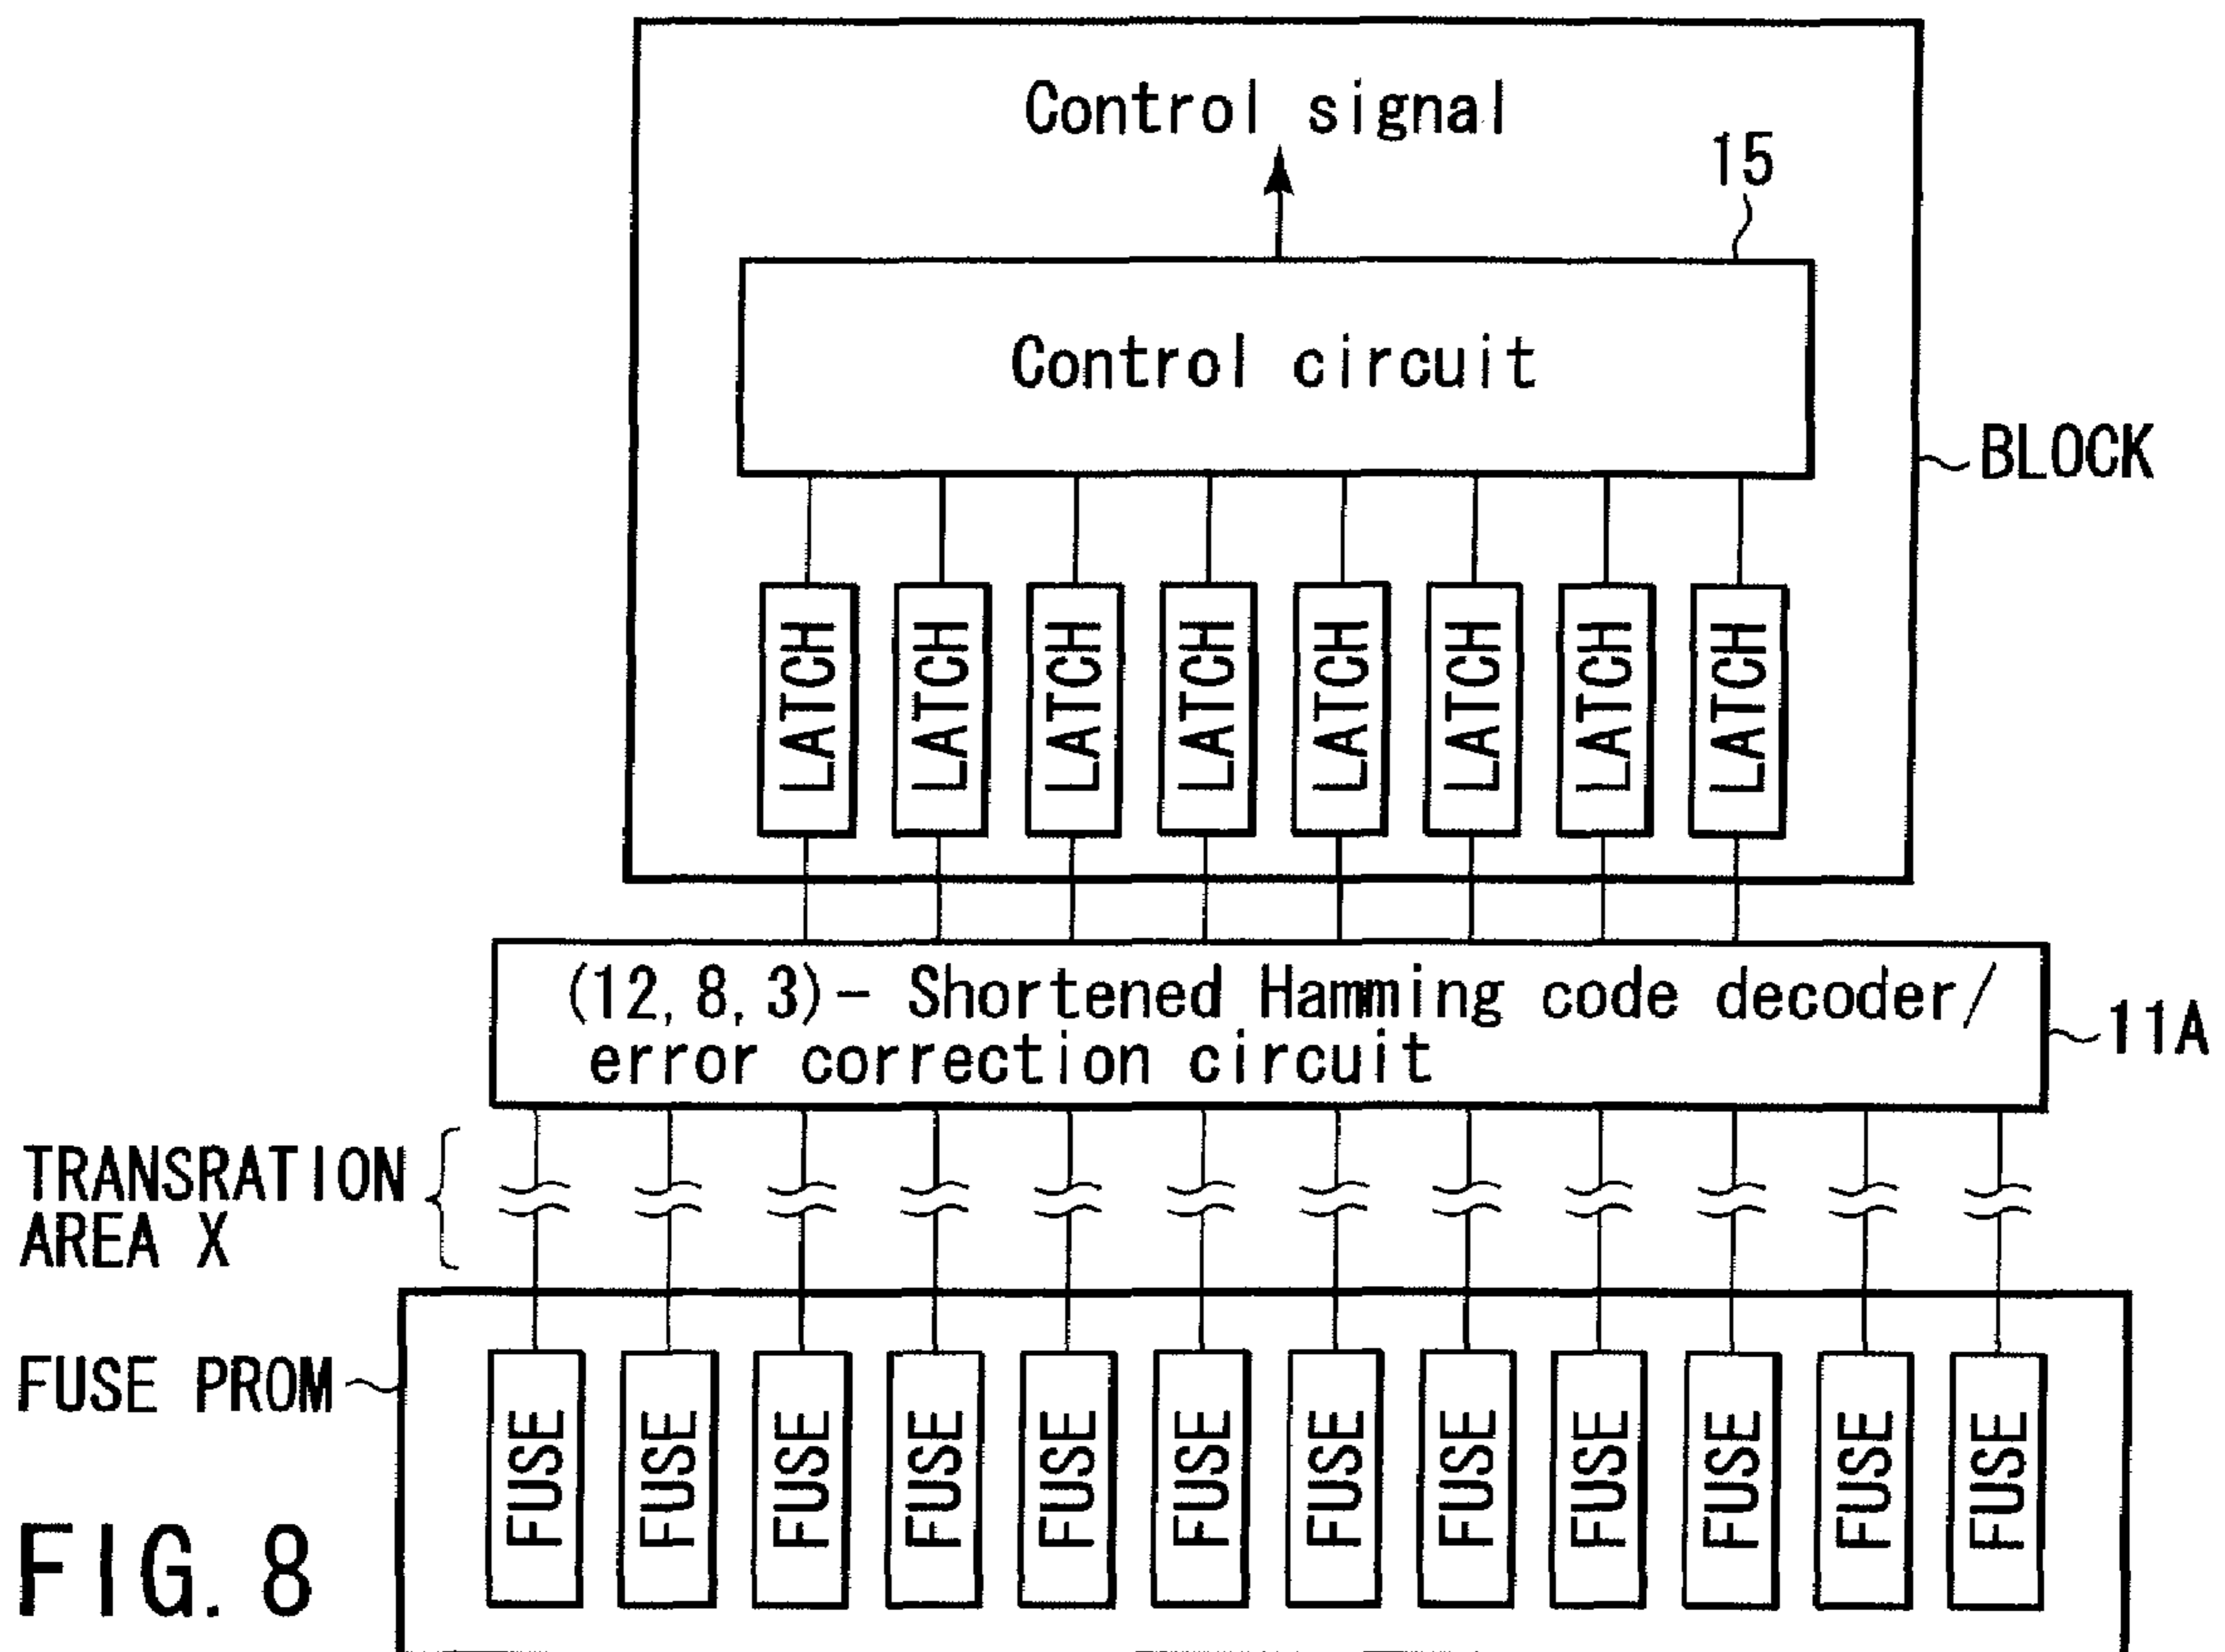 Control signal
15
Control circuit
BLOCK
LATCH
LATCH
LATCH
LATCH
LATCH
LATCH
LATCH
LATCH
(12, 8, 3)- Shortened Hamming code decoder/
error correction circuit
11A
TRANSRATION
AREA X
FUSE PROM
FUSE
FUSE
FUSE
FUSE
FUSE
FUSE
FUSE
FUSE
FUSE
FUSE
FUSE
FUSE
FIG. 8